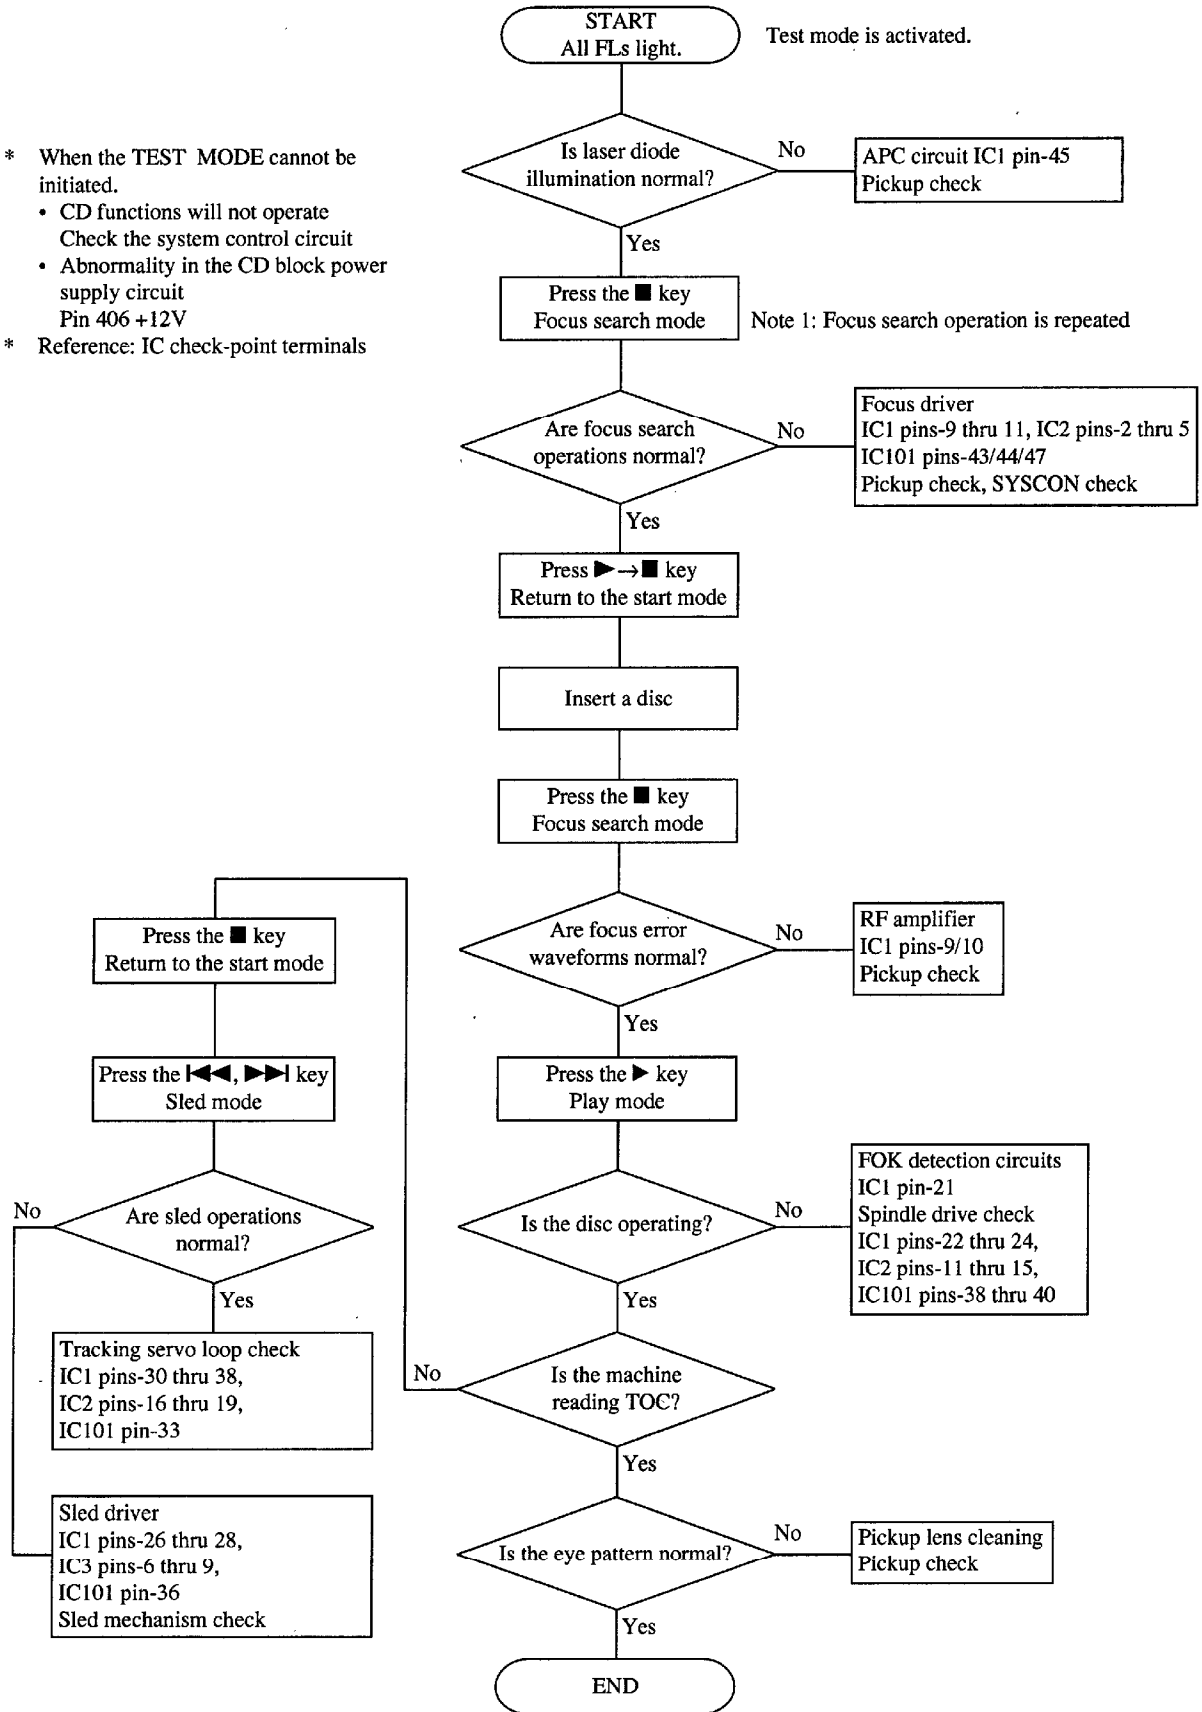 START
All FLs light.
Test mode is activated.
* When the TEST MODE cannot be
initiated.
• CD functions will not operate
Check the system control circuit
• Abnormality in the CD block power
supply circuit
Pin 406 +12V
* Reference: IC check-point terminals
Is laser diode
illumination normal?
No
APC circuit IC1 pin-45
Pickup check
Yes
Press the ■ key
Focus search mode
Note 1: Focus search operation is repeated
Are focus search
operations normal?
No
Focus driver
IC1 pins-9 thru 11, IC2 pins-2 thru 5
IC101 pins-43/44/47
Pickup check, SYSCON check
Yes
Press ▶→■ key
Return to the start mode
Insert a disc
Press the ■ key
Focus search mode
Are focus error
waveforms normal?
No
RF amplifier
IC1 pins-9/10
Pickup check
Yes
Press the ▶ key
Play mode
Is the disc operating?
No
FOK detection circuits
IC1 pin-21
Spindle drive check
IC1 pins-22 thru 24,
IC2 pins-11 thru 15,
IC101 pins-38 thru 40
Yes
Is the machine
reading TOC?
No
Press the ■ key
Return to the start mode
Press the |◀◀, ▶▶| key
Sled mode
Are sled operations
normal?
No
Yes
Tracking servo loop check
IC1 pins-30 thru 38,
IC2 pins-16 thru 19,
IC101 pin-33
Sled driver
IC1 pins-26 thru 28,
IC3 pins-6 thru 9,
IC101 pin-36
Sled mechanism check
Yes
Is the eye pattern normal?
No
Pickup lens cleaning
Pickup check
Yes
END